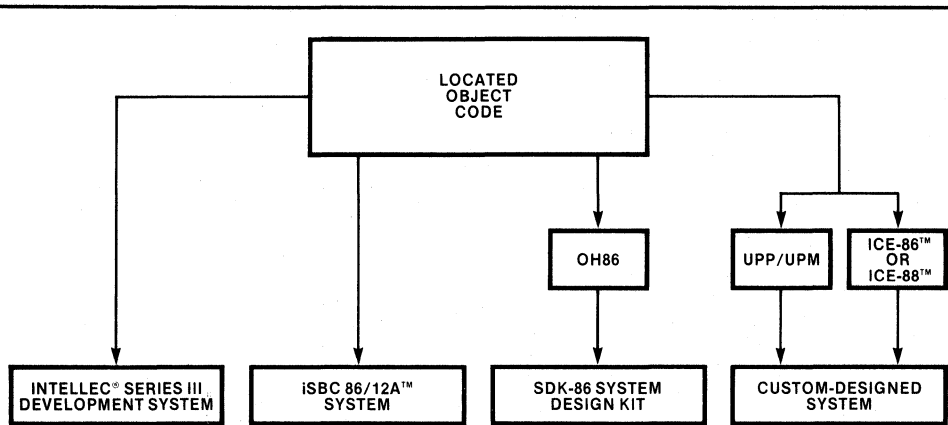 LOCATED
OBJECT
CODE
OH86
UPP/UPM
ICE-86™
OR
ICE-88™
INTELLEC® SERIES III
DEVELOPMENT SYSTEM
iSBC 86/12A™
SYSTEM
SDK-86 SYSTEM
DESIGN KIT
CUSTOM-DESIGNED
SYSTEM